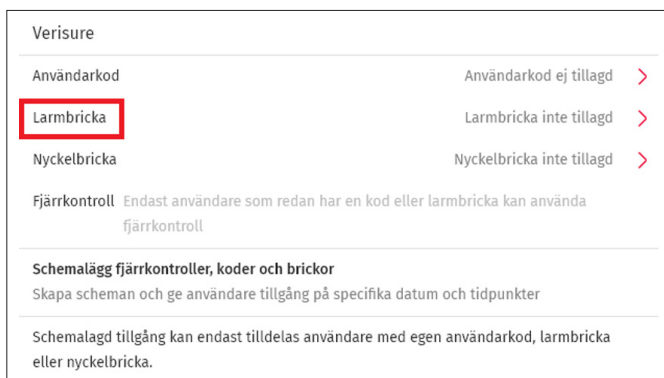 Verisure
Användarkod Användarkod ej tillagd
Larmbricka Larmbricka inte tillagd
Nyckelbricka Nyckelbricka inte tillagd
Fjärrkontroll Endast användare som redan har en kod eller larmbricka kan använda
fjärrkontroll
Schemalägg fjärrkontroller, koder och brickor
Skapa scheman och ge användare tillgång på specifika datum och tidpunkter
Schemalagd tillgång kan endast tilldelas användare med egen användarkod, larmbricka
eller nyckelbricka.